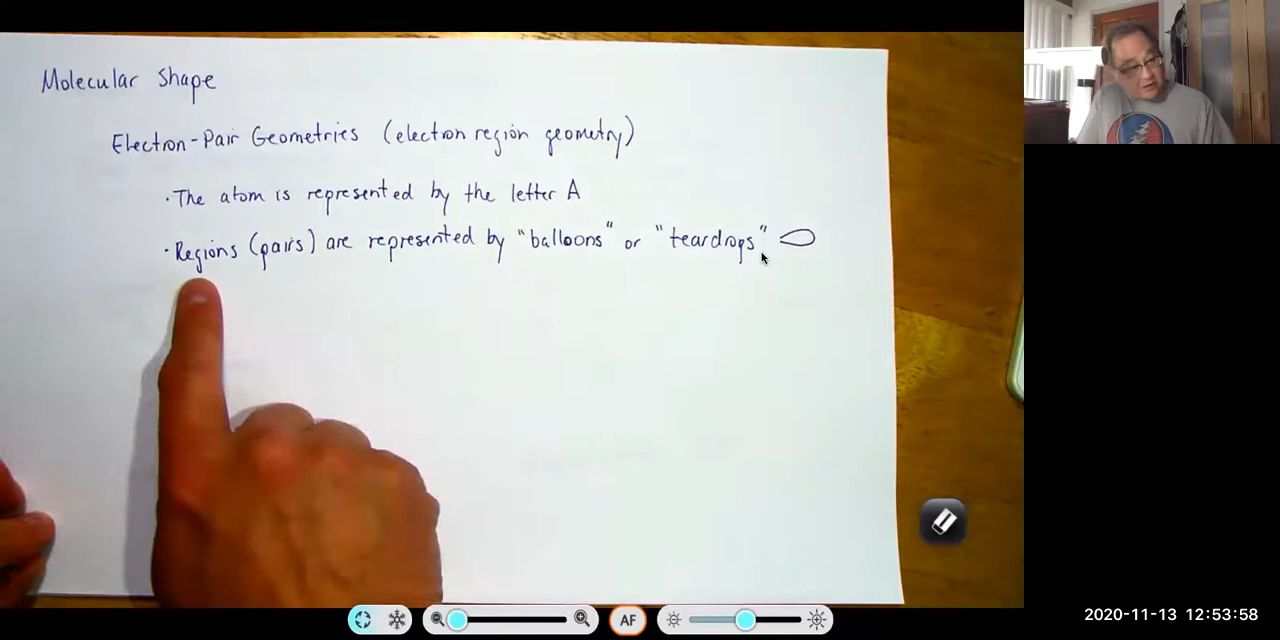 Molecular Shape
Electron-Pair Geometries (electron region geometry)
· The atom is represented by the letter A
· Regions (pairs) are represented by "balloons" or "teardrops"
AF
2020-11-13 12:53:58